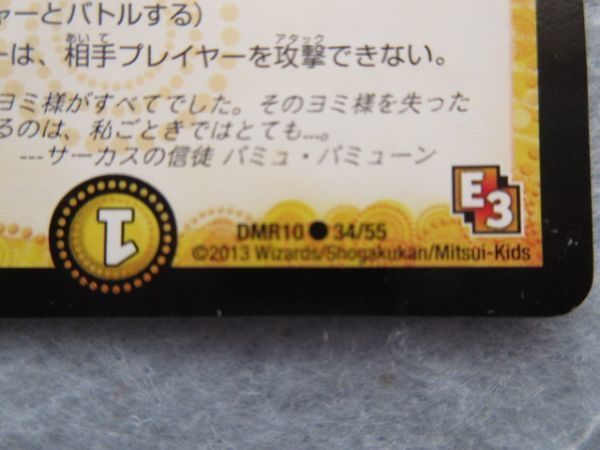 ャーとバトルする)
ーは、相手プレイヤーを攻撃できない。
ヨミ様がすべてでした。そのヨミ様を失った
るのは、私ごときではとても…。
---サーカスの信徒 パミュ・パミューン
1
E3
DMR10 ● 34/55
©2013 Wizards/Shogakukan/Mitsui-Kids